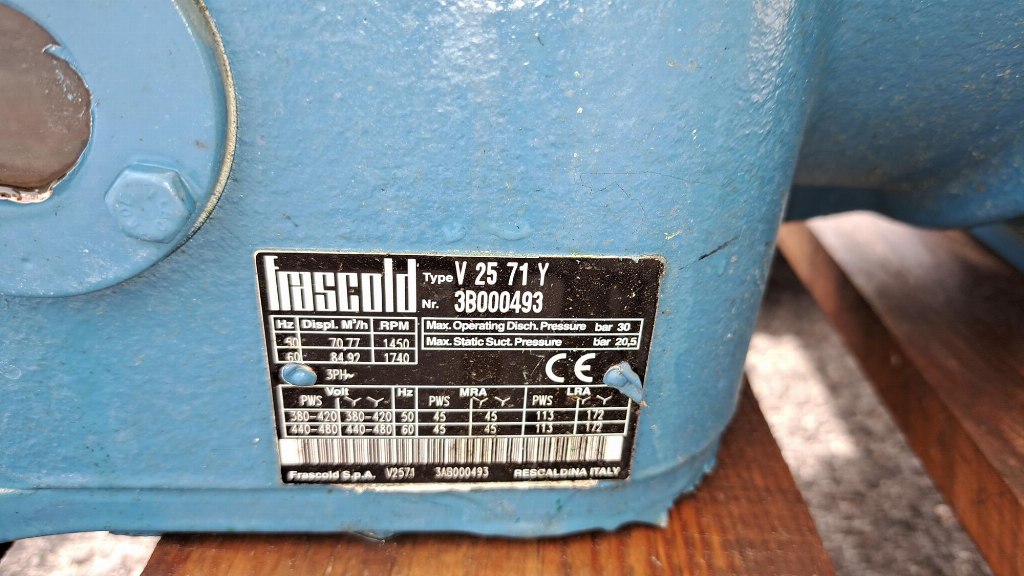 Frascold Type V 25 71 Y
Nr. 3B000493
Hz Displ. M³/h RPM
50 70.77 1450
60 84.92 1740
Max. Operating Disch. Pressure bar 30
Max. Static Suct. Pressure bar 20,5
3PH~
CE
Volt Hz MRA LRA
PWS PWS PWS
380-420 380-420 50 45 45 113 172
440-480 440-480 60 45 45 113 172
Frascold S.p.A. V2571 3AB000493 RESCALDINA ITALY